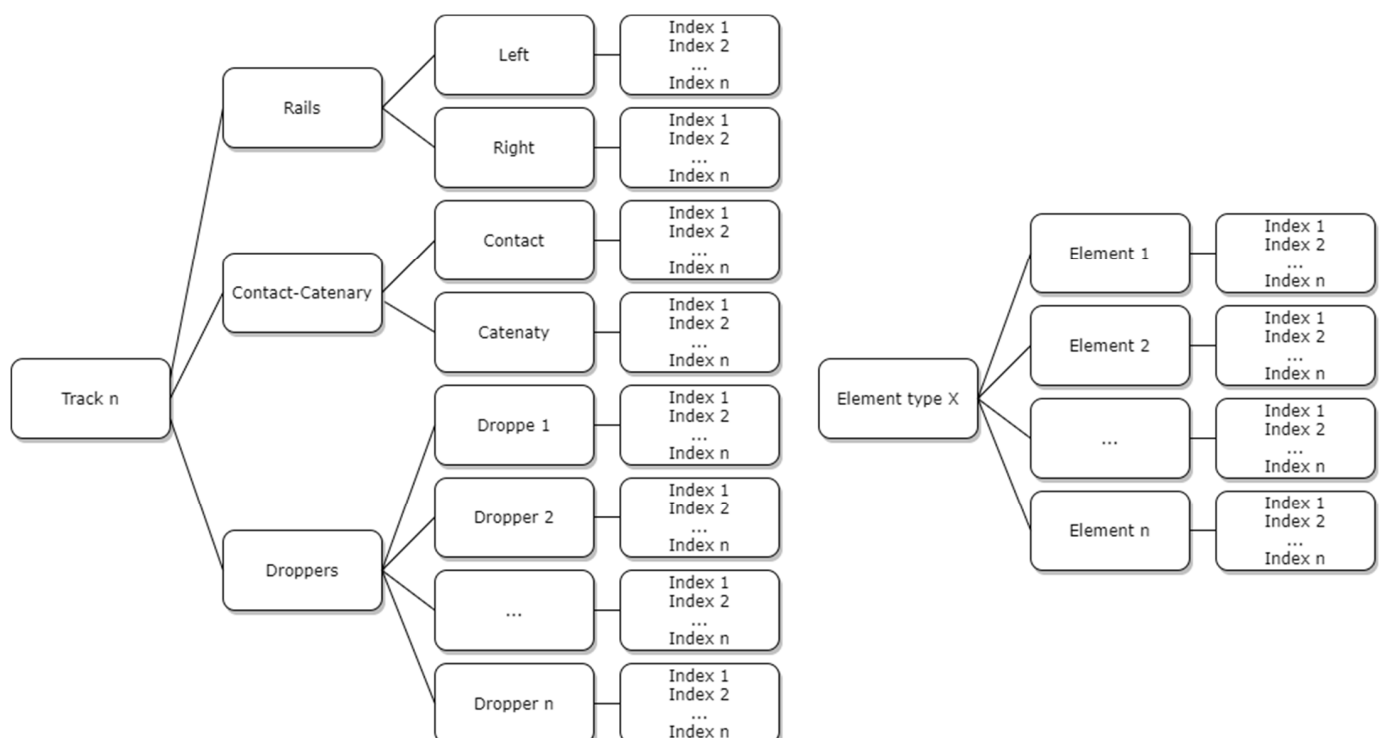 Track n
Rails
Left
Index 1
Index 2
...
Index n
Right
Index 1
Index 2
...
Index n
Contact-Catenary
Contact
Index 1
Index 2
...
Index n
Catenaty
Index 1
Index 2
...
Index n
Droppers
Droppe 1
Index 1
Index 2
...
Index n
Dropper 2
Index 1
Index 2
...
Index n
...
Index 1
Index 2
...
Index n
Dropper n
Index 1
Index 2
...
Index n
Element type X
Element 1
Index 1
Index 2
...
Index n
Element 2
Index 1
Index 2
...
Index n
...
Index 1
Index 2
...
Index n
Element n
Index 1
Index 2
...
Index n